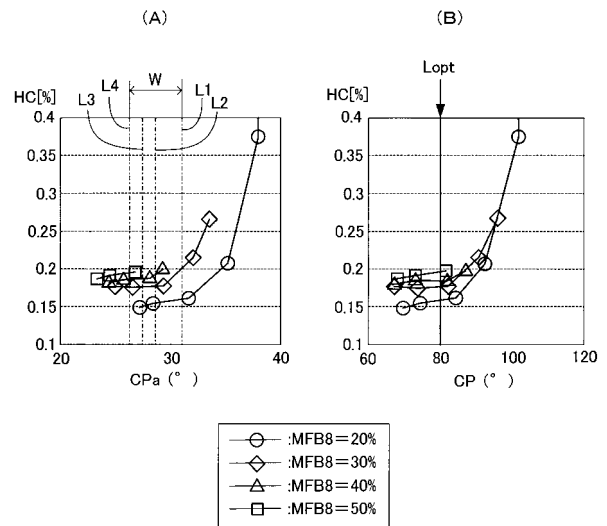 (A)
(B)
W
L4
L1
L3
L2
Lopt
HC[%]
HC[%]
0.4
0.35
0.3
0.25
0.2
0.15
0.1
20
30
40
CPa (°)
0.4
0.35
0.3
0.25
0.2
0.15
0.1
60
80
100
120
CP (°)
:MFB8=20%
:MFB8=30%
:MFB8=40%
:MFB8=50%